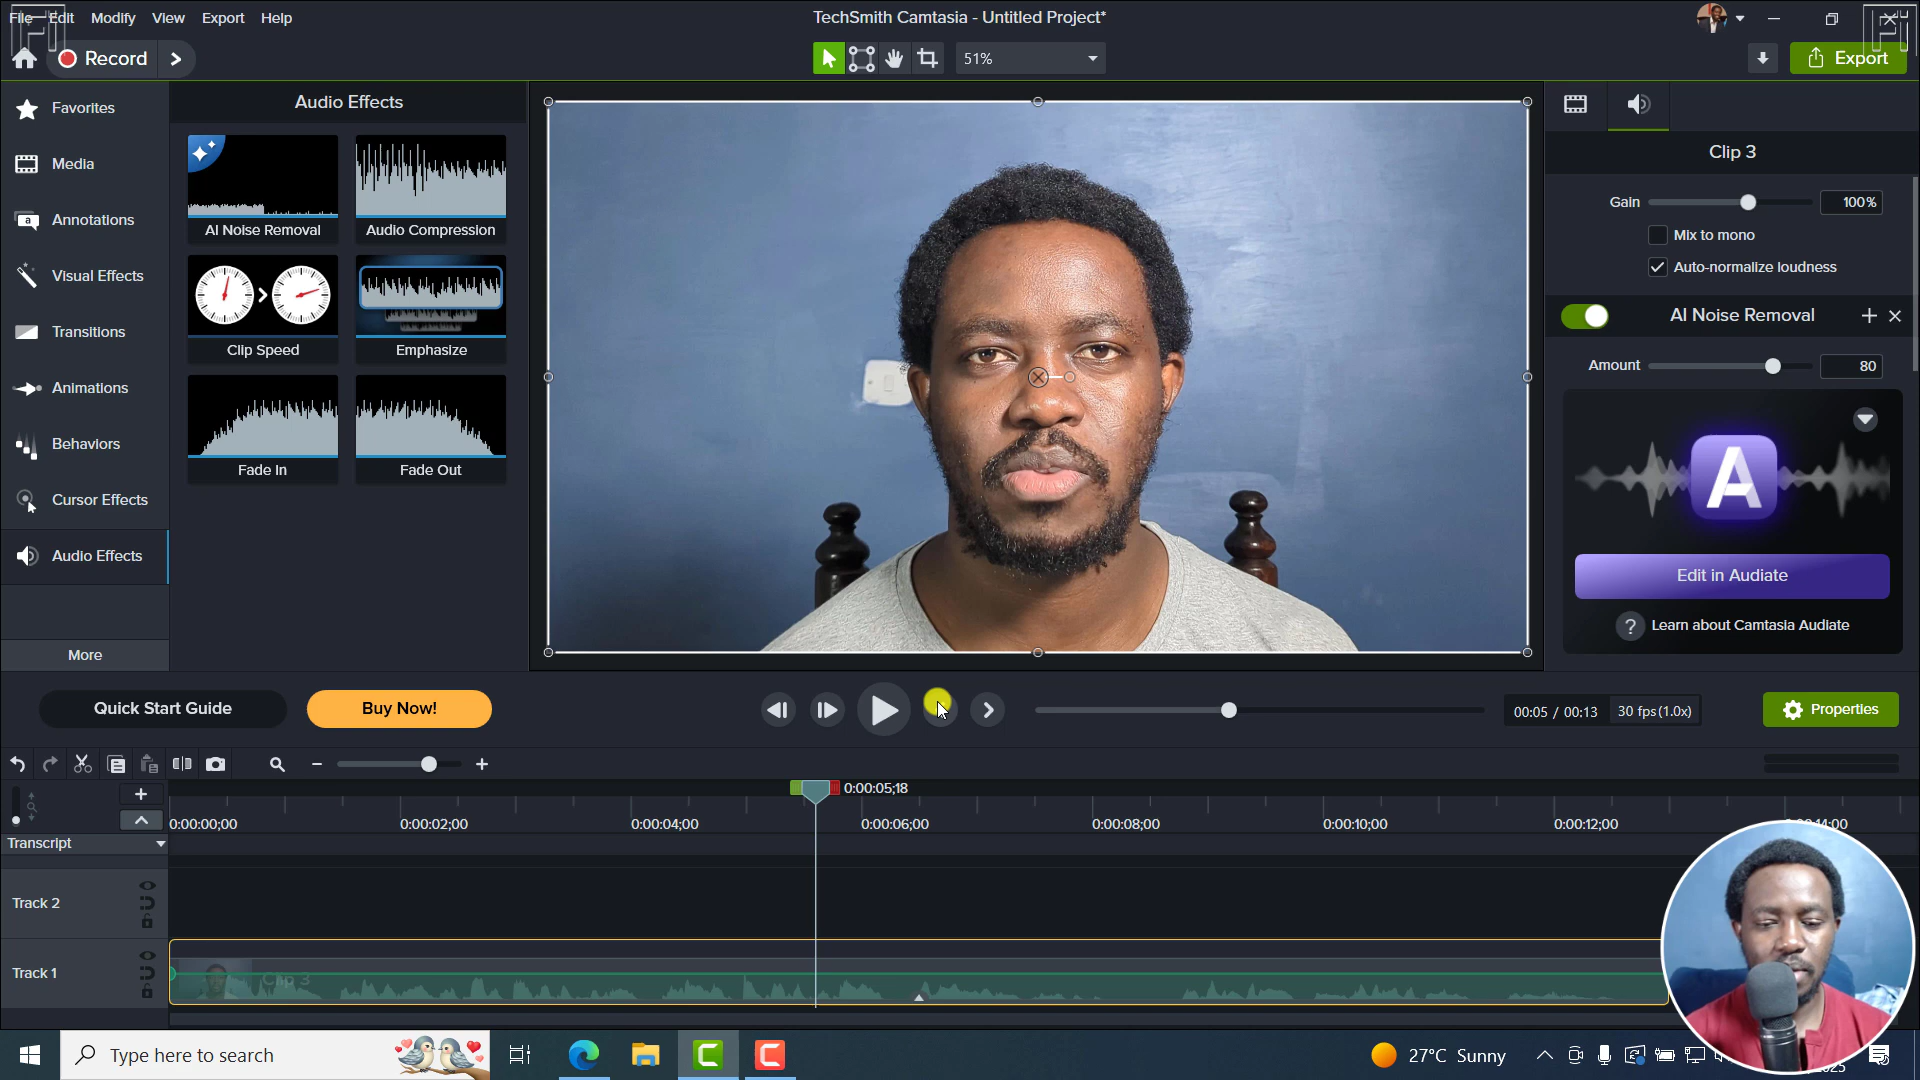 File Edit Modify View Export Help
TechSmith Camtasia - Untitled Project*
Record
51%
Export
Favorites
Media
Annotations
Visual Effects
Transitions
Animations
Behaviors
Cursor Effects
Audio Effects
More
Audio Effects
AI Noise Removal
Audio Compression
Clip Speed
Emphasize
Fade In
Fade Out
Clip 3
Gain 100%
Mix to mono
Auto-normalize loudness
AI Noise Removal
Amount 80
A
Edit in Audiate
? Learn about Camtasia Audiate
Quick Start Guide
Buy Now!
00:05 / 00:13 30 fps (1.0x)
Properties
0:00:05;18
0:00:00;00 0:00:02;00 0:00:04;00 0:00:06;00 0:00:08;00 0:00:10;00 0:00:12;00 0:00:14:00
Transcript
Track 2
Track 1
Clip 3
Type here to search
27°C Sunny